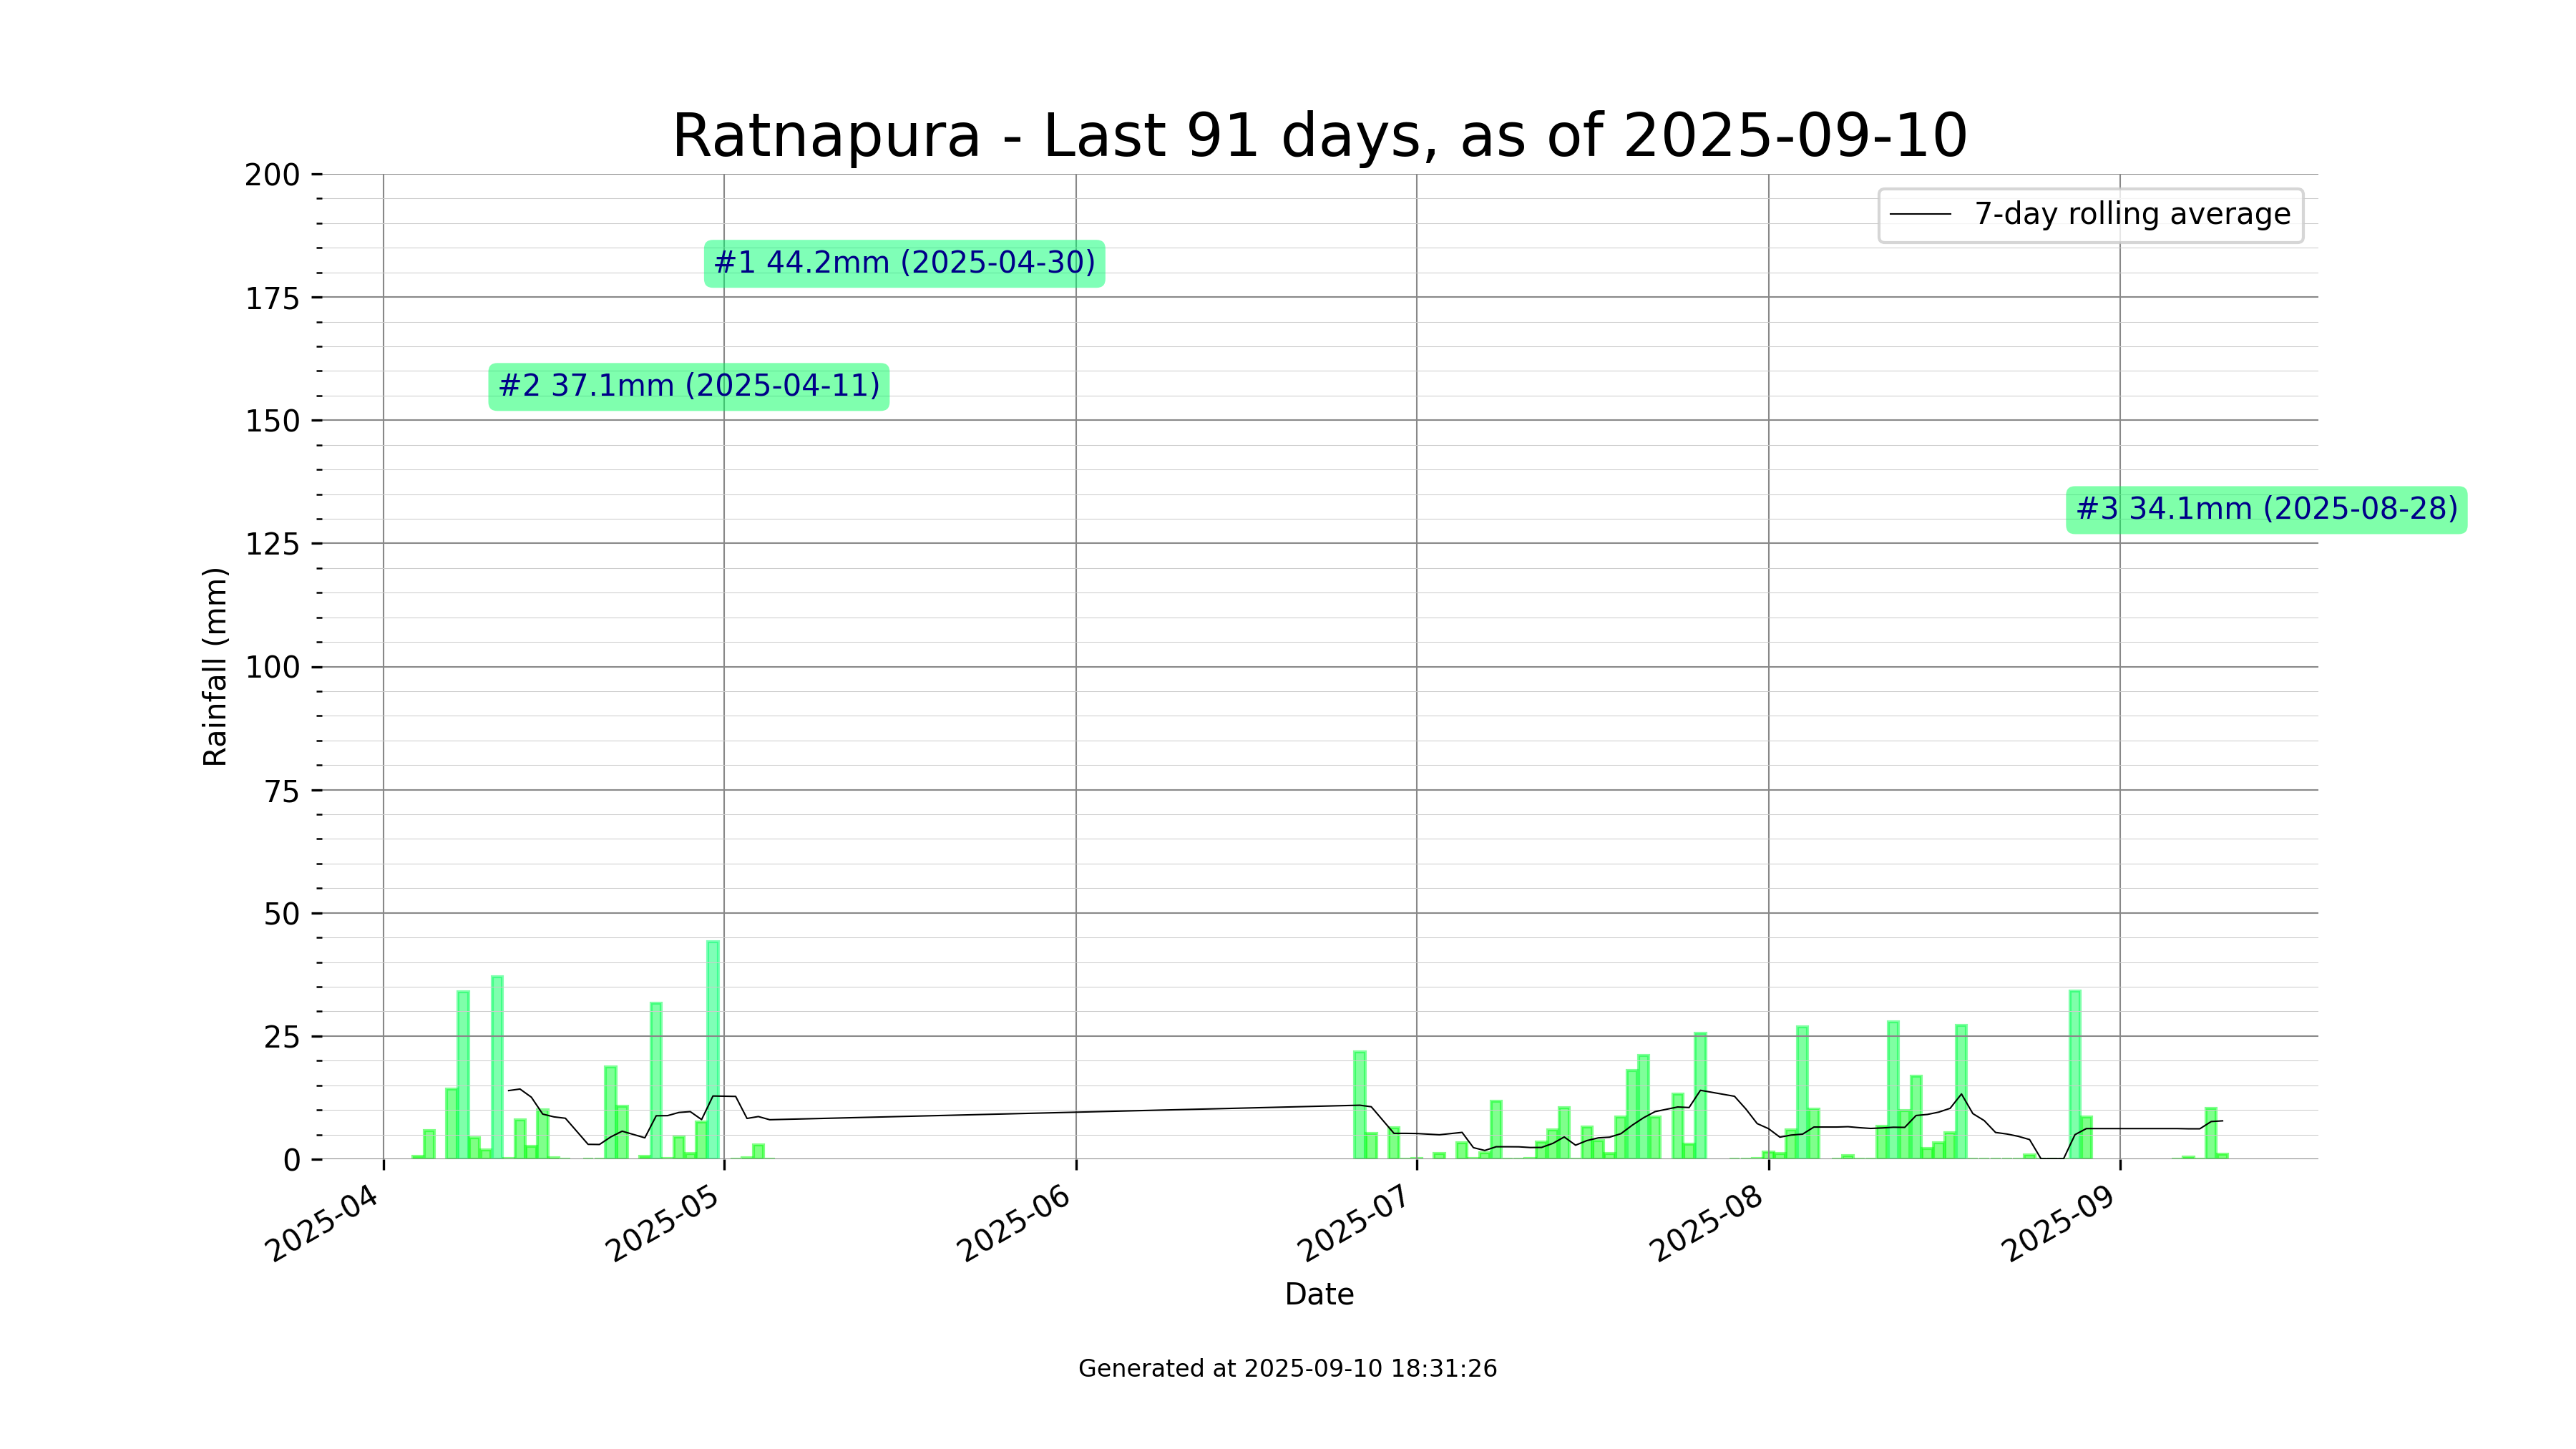 Ratnapura - Last 91 days, as of 2025-09-10
7-day rolling average
#1 44.2mm (2025-04-30)
#2 37.1mm (2025-04-11)
#3 34.1mm (2025-08-28)
Rainfall (mm)
200
175
150
125
100
75
50
25
0
2025-04
2025-05
2025-06
2025-07
2025-08
2025-09
Date
Generated at 2025-09-10 18:31:26